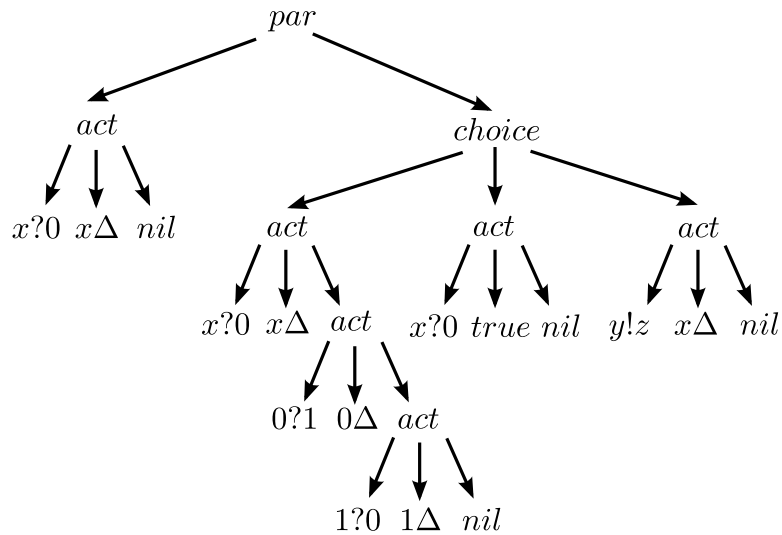 par
act
choice
x?0 xΔ nil
act act act
x?0 xΔ act x?0 true nil y!z xΔ nil
0?1 0Δ act
1?0 1Δ nil